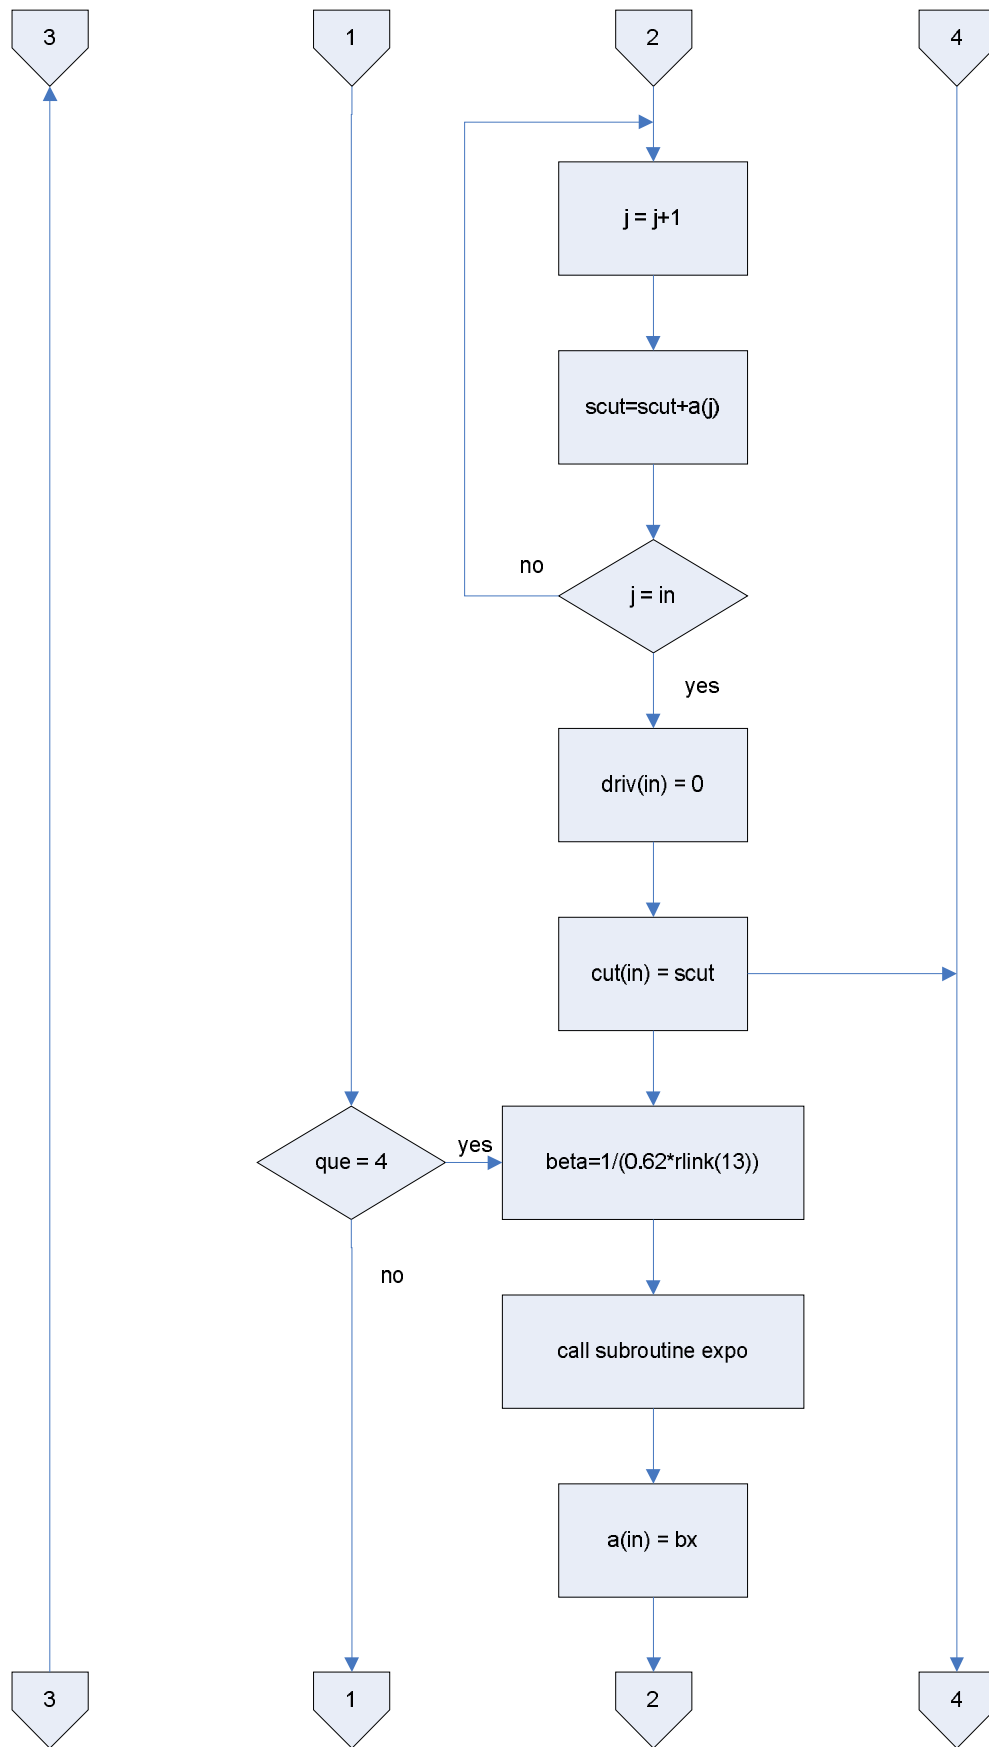 3
1
2
4
j = j+1
scut=scut+a(j)
no
j = in
yes
driv(in) = 0
cut(in) = scut
que = 4
yes
beta=1/(0.62*rlink(13))
no
call subroutine expo
a(in) = bx
3
1
2
4